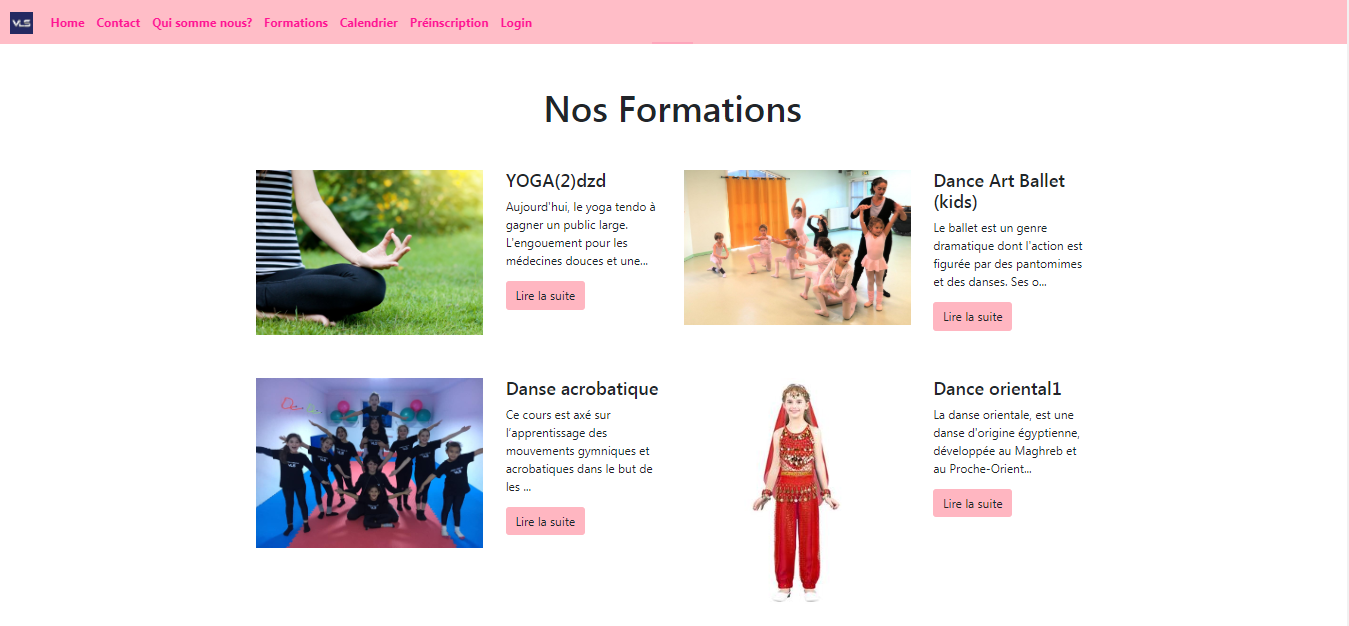 VLS Home Contact Qui somme nous? Formations Calendrier Préinscription Login
Nos Formations
YOGA(2)dzd
Aujourd'hui, le yoga tendo à
gagner un public large.
L'engouement pour les
médecines douces et une...
Lire la suite
Dance Art Ballet
(kids)
Le ballet est un genre
dramatique dont l'action est
figurée par des pantomimes
et des danses. Ses o...
Lire la suite
Danse acrobatique
Ce cours est axé sur
l’apprentissage des
mouvements gymniques et
acrobatiques dans le but de
les ...
Lire la suite
Dance oriental1
La danse orientale, est une
danse d'origine égyptienne,
développée au Maghreb et
au Proche-Orient...
Lire la suite